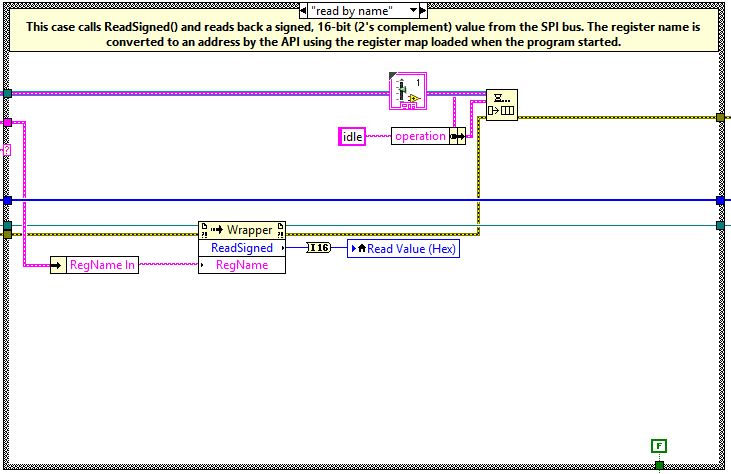 "read by name"
This case calls ReadSigned() and reads back a signed, 16-bit (2's complement) value from the SPI bus. The register name is
converted to an address by the API using the register map loaded when the program started.
1
idle
operation
?
Wrapper
ReadSigned
I16
Read Value (Hex)
RegName In
RegName
F